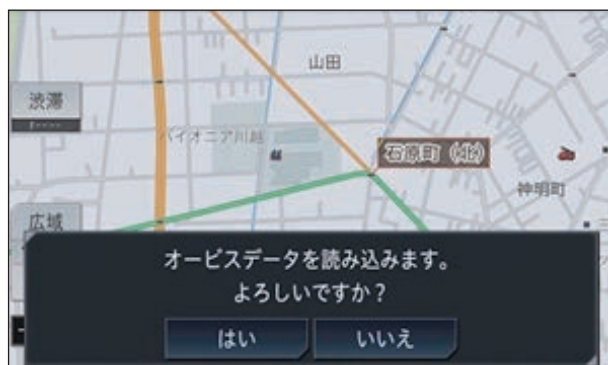 山田
渋滞
パイオニア川越
石原町（北）
神明町
広域
オービスデータを読み込みます。
よろしいですか？
はい
いいえ